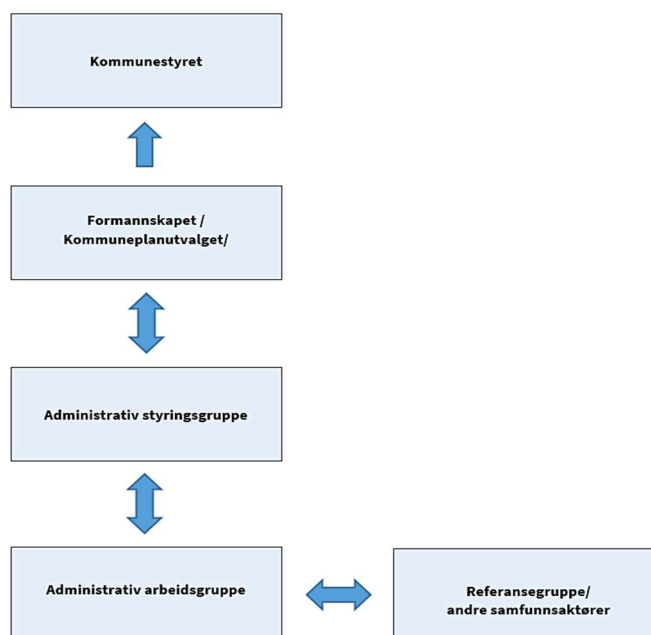 Kommunestyret
Formannskapet /
Kommuneplanutvalget/
Administrativ styringsgruppe
Administrativ arbeidsgruppe
Referansegruppe/
andre samfunnsaktører